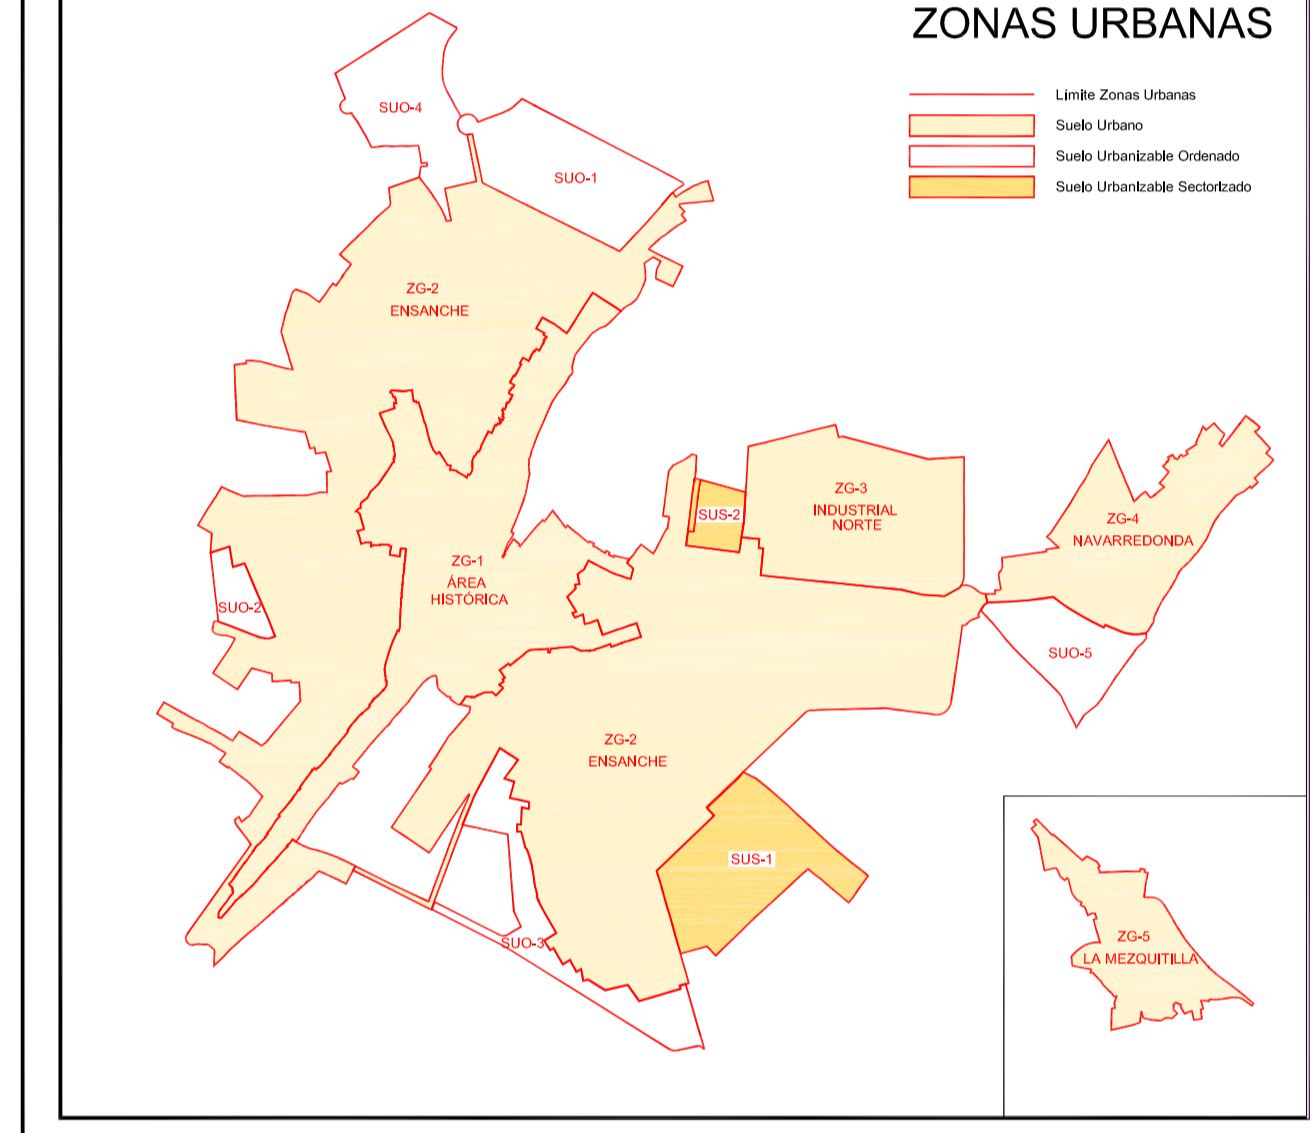 ZONAS URBANAS
Límite Zonas Urbanas
Suelo Urbano
Suelo Urbanizable Ordenado
Suelo Urbanizable Sectorizado
SUO-4
SUO-1
ZG-2
ENSANCHE
SUS-2
ZG-3
INDUSTRIAL
NORTE
ZG-4
NAVARREDONDA
ZG-1
ÁREA
HISTÓRICA
SUO-2
SUO-5
ZG-2
ENSANCHE
SUS-1
SUO-3
ZG-5
LA MEZQUITILLA